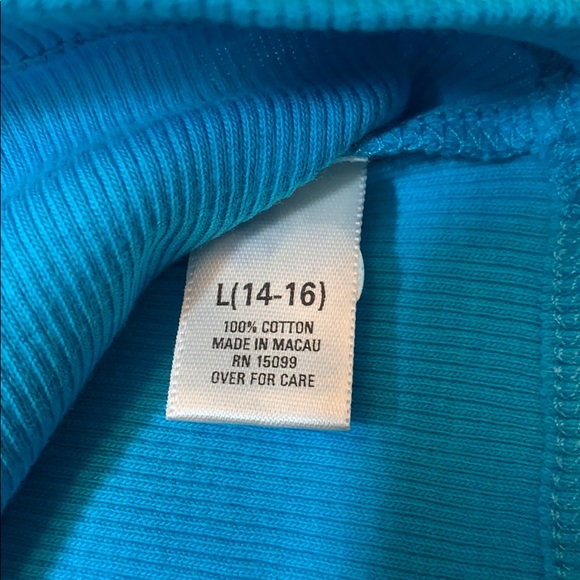 L(14-16)
100% COTTON
MADE IN MACAU
RN 15099
OVER FOR CARE